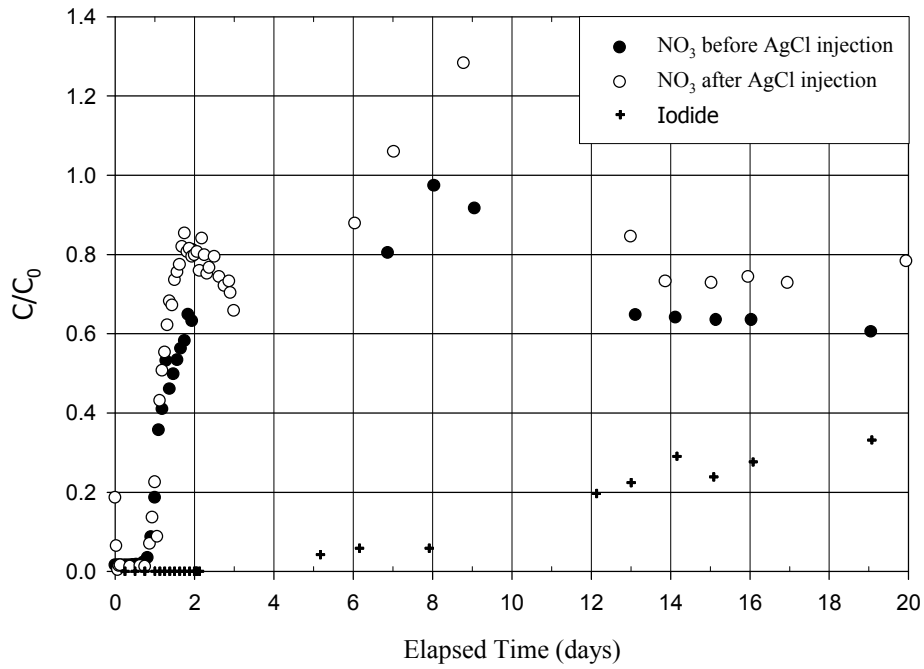 1.4
1.2
1.0
0.8
0.6
0.4
0.2
0.0
C/C0
NO3 before AgCl injection
NO3 after AgCl injection
Iodide
0 2 4 6 8 10 12 14 16 18 20
Elapsed Time (days)